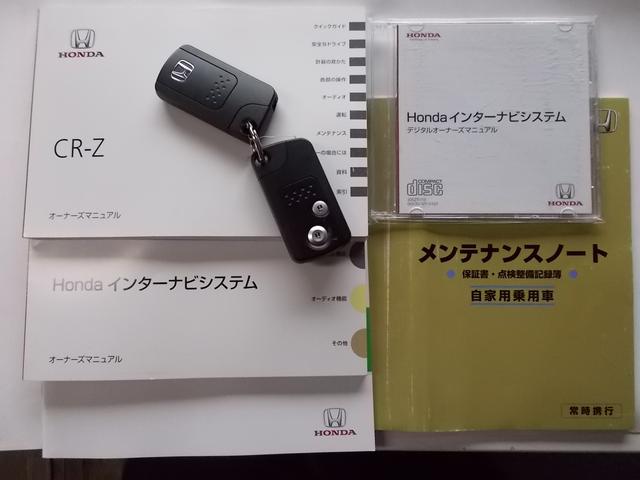 HONDA
CR-Z
オーナーズマニュアル
クイックガイド
安全なドライブ
計器の見かた
各部の操作
オーディオ
運転
メンテナンス
資料
索引
HONDA
Honda インターナビシステム
デジタルオーナーズマニュアル
COMPACT
disc
HONDA
Honda インターナビシステム
オーナーズマニュアル
オーディオ機能
その他
メンテナンスノート
保証書・点検整備記録簿
自家用乗用車
常時携行
HONDA